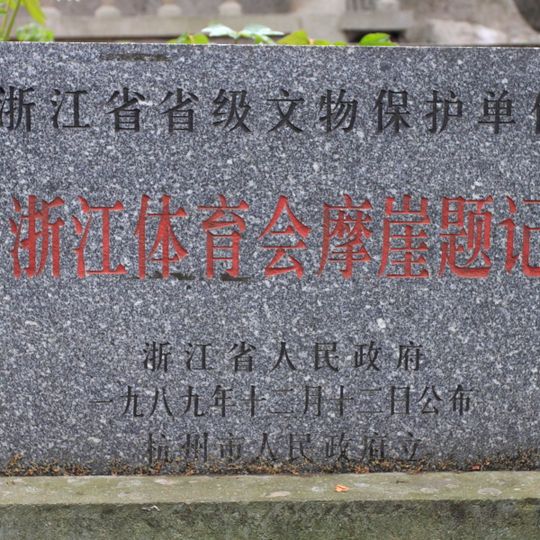 浙江省省级文物保护单位
浙江体育会摩崖题记
浙江省人民政府
一九八九年十二月十二日公布
杭州市人民政府立